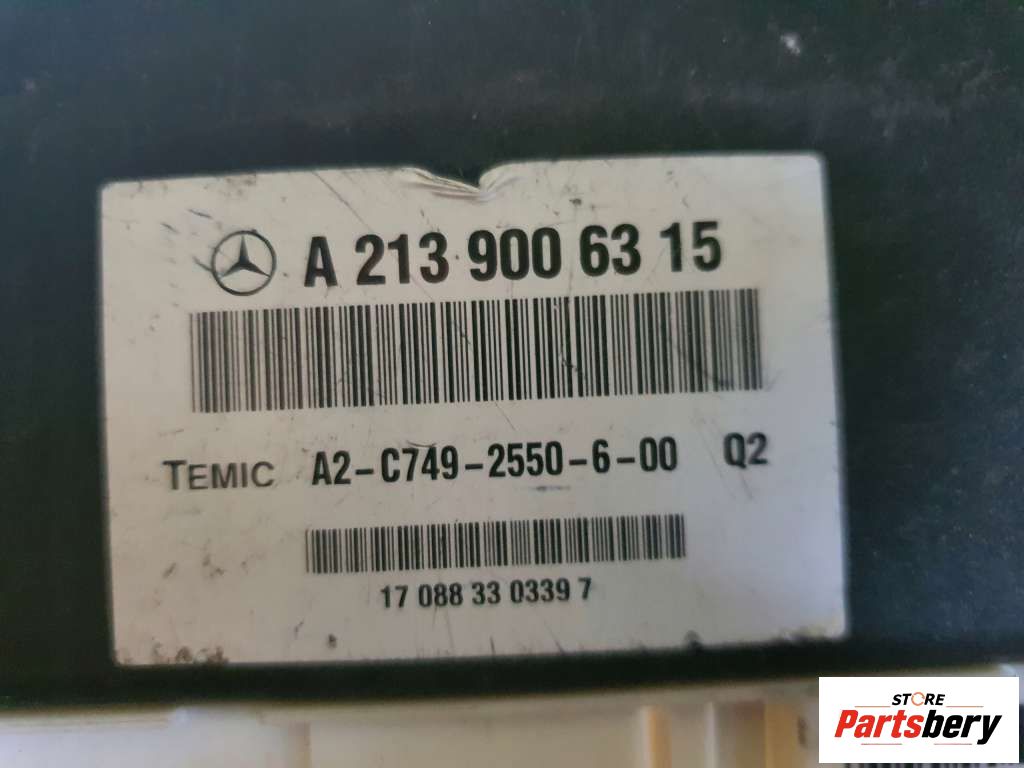 A 213 900 63 15
TEMIC A2-C749-2550-6-00 Q2
17 088 33 0339 7
STORE
Partsbery